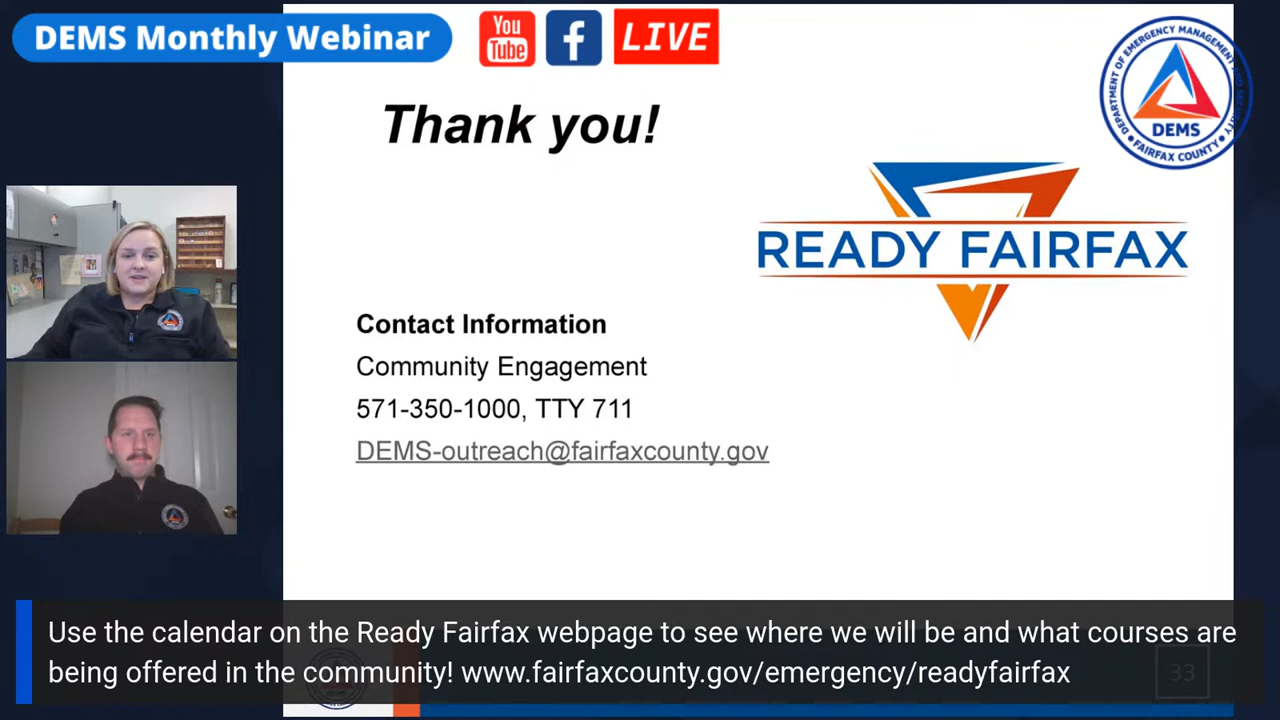 DEMS Monthly Webinar
You
Tube
f
LIVE
DEPARTMENT OF EMERGENCY MANAGEMENT AND SECURITY
DEMS
FAIRFAX COUNTY
Thank you!
READY FAIRFAX
Contact Information
Community Engagement
571-350-1000, TTY 711
DEMS-outreach@fairfaxcounty.gov
Use the calendar on the Ready Fairfax webpage to see where we will be and what courses are
being offered in the community! www.fairfaxcounty.gov/emergency/readyfairfax
33